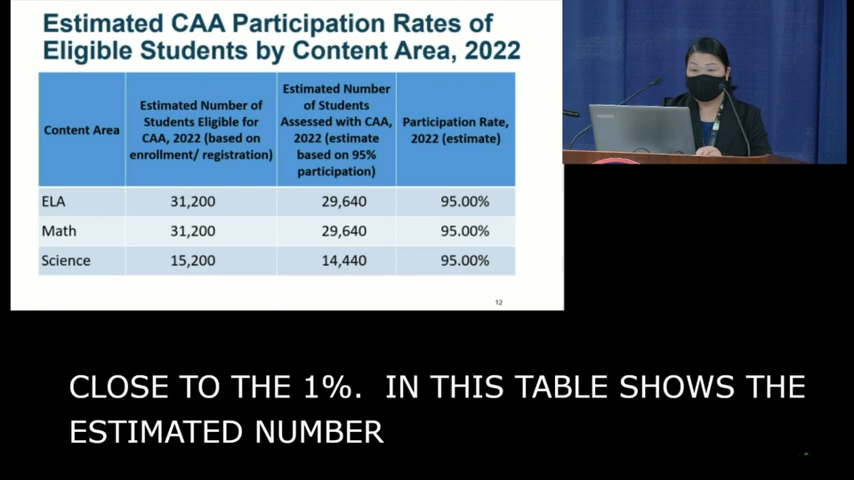 Estimated CAA Participation Rates of
Eligible Students by Content Area, 2022
Content Area
Estimated Number of
Students Eligible for
CAA, 2022 (based on
enrollment/ registration)
Estimated Number
of Students
Assessed with CAA,
2022 (estimate
based on 95%
participation)
Participation Rate,
2022 (estimate)
ELA 31,200 29,640 95.00%
Math 31,200 29,640 95.00%
Science 15,200 14,440 95.00%
12
CLOSE TO THE 1%.  IN THIS TABLE SHOWS THE
ESTIMATED NUMBER